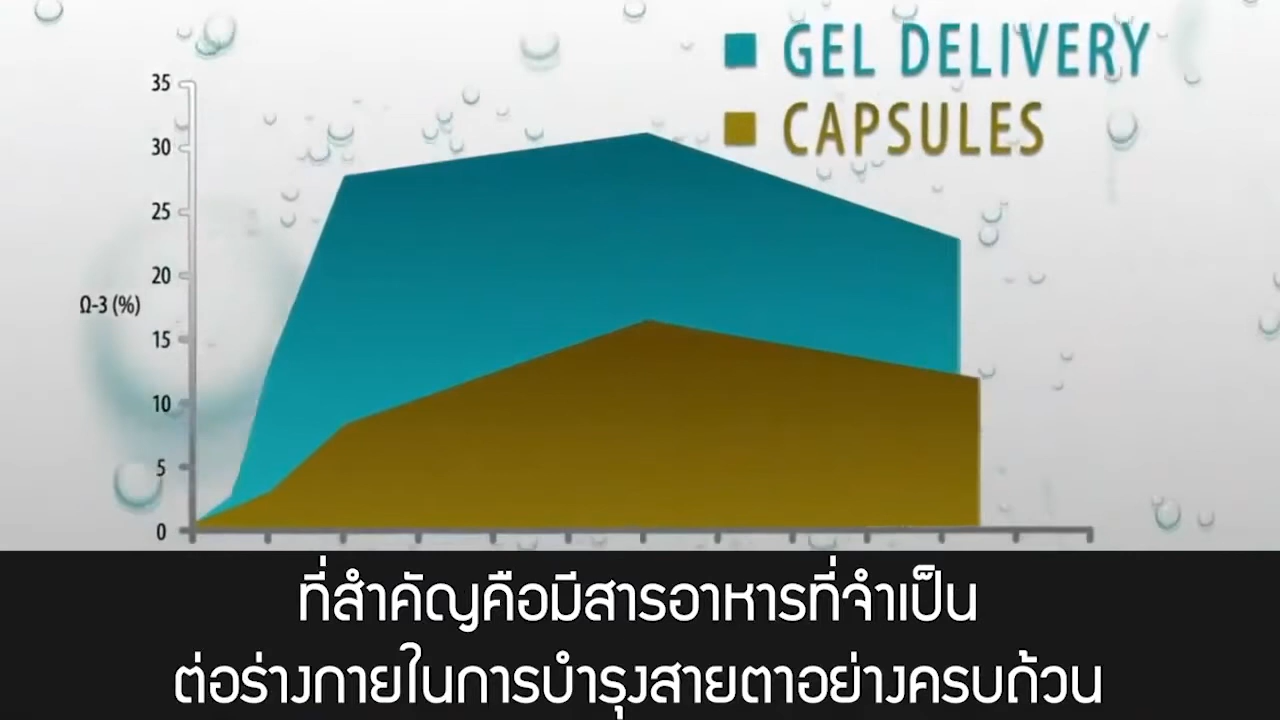 GEL DELIVERY
CAPSULES
35
30
25
20
Ω-3 (%)
15
10
5
0
ที่สำคัญคือมีสารอาหารที่จำเป็น
ต่อร่างกายในการบำรุงสายตาอย่างครบถ้วน